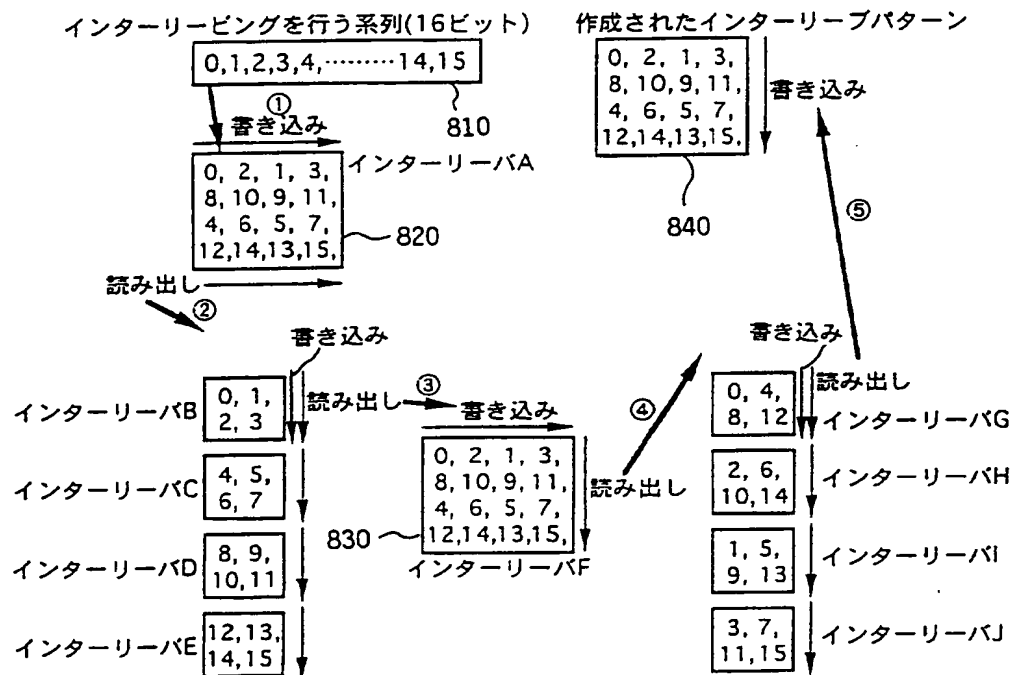 インターリービングを行う系列(16ビット)
0,1,2,3,4,………14,15
810
①
書き込み
インターリーバA
0, 2, 1, 3,
8, 10, 9, 11,
4, 6, 5, 7,
12,14,13,15,
820
読み出し
②
作成されたインターリーブパターン
0, 2, 1, 3,
8, 10, 9, 11,
4, 6, 5, 7,
12,14,13,15,
書き込み
840
⑤
書き込み
インターリーバB
0, 1,
2, 3
読み出し
③
インターリーバC
4, 5,
6, 7
インターリーバD
8, 9,
10,11
インターリーバE
12,13,
14,15
書き込み
0, 2, 1, 3,
8, 10, 9, 11,
4, 6, 5, 7,
12,14,13,15,
830
インターリーバF
読み出し
④
書き込み
0, 4,
8, 12
読み出し
インターリーバG
2, 6,
10,14
インターリーバH
1, 5,
9, 13
インターリーバI
3, 7,
11,15
インターリーバJ